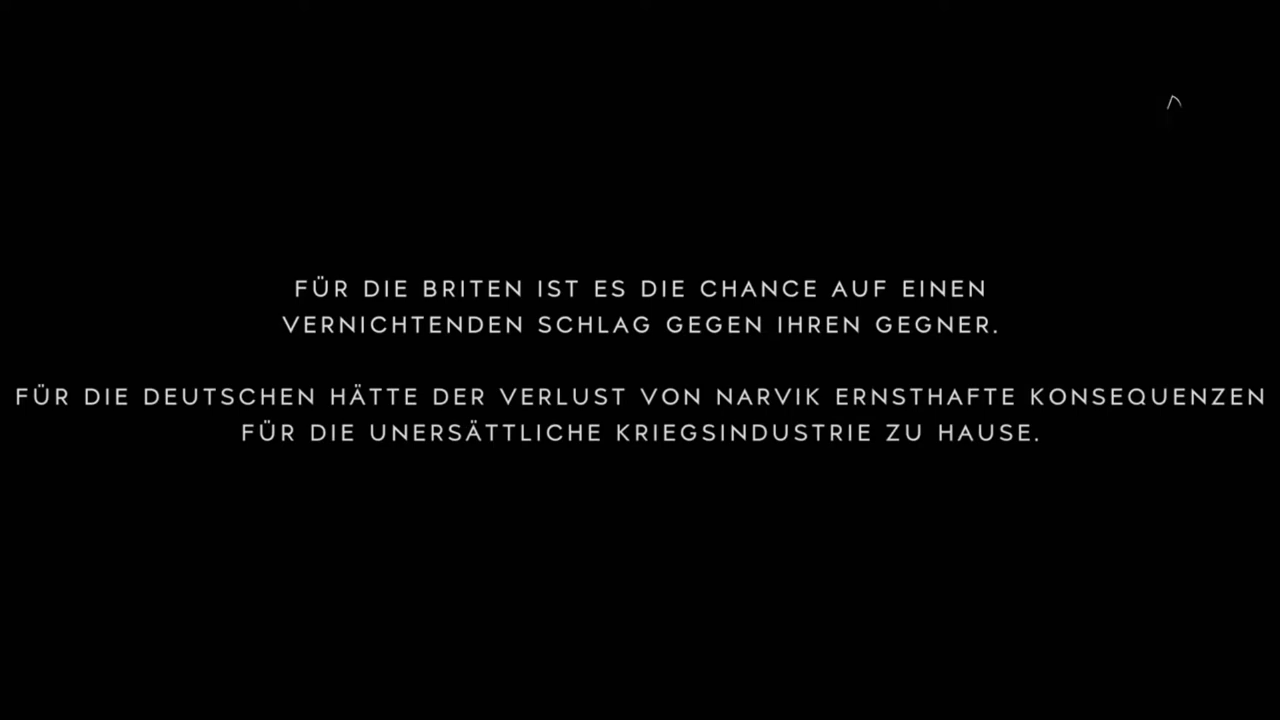 FÜR DIE BRITEN IST ES DIE CHANCE AUF EINEN
VERNICHTENDEN SCHLAG GEGEN IHREN GEGNER.
FÜR DIE DEUTSCHEN HÄTTE DER VERLUST VON NARVIK ERNSTHAFTE KONSEQUENZEN
FÜR DIE UNERSÄTTLICHE KRIEGSINDUSTRIE ZU HAUSE.